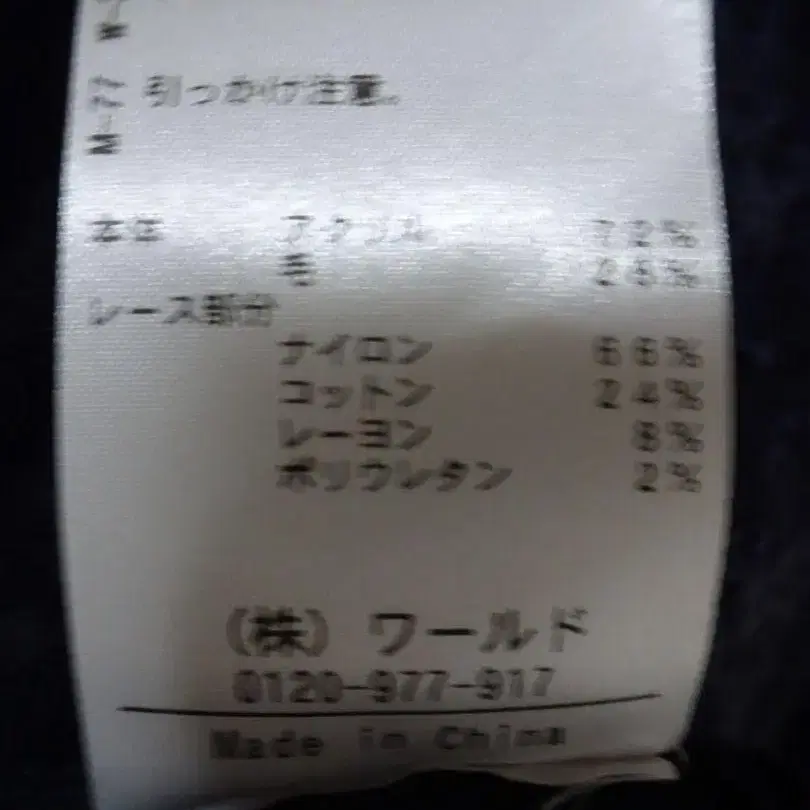 引っかけ注意。
本体 アクリル 72%
毛 28%
レース部分
ナイロン 66%
コットン 24%
レーヨン 8%
ポリウレタン 2%
(株) ワールド
0120-977-917
Made in China